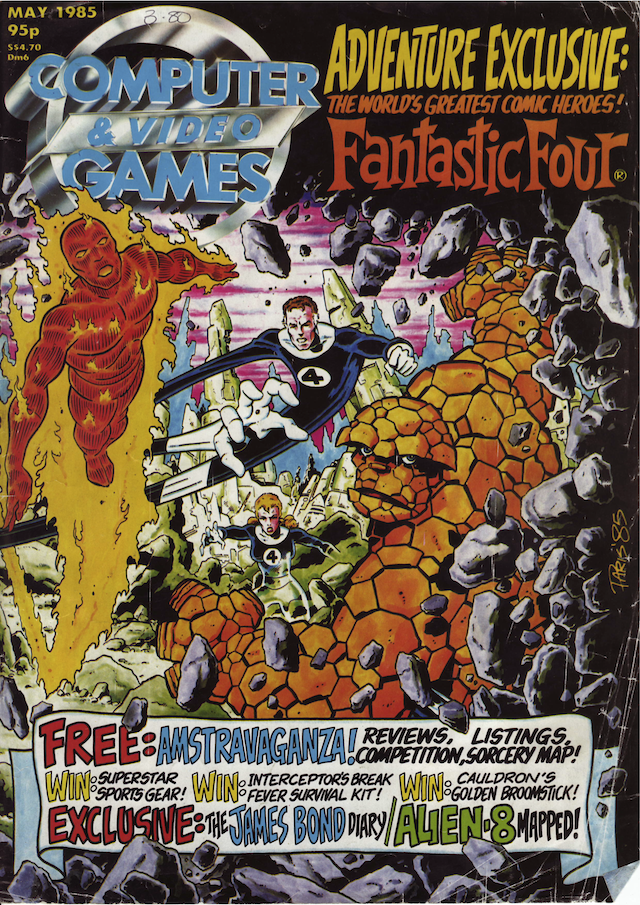 MAY 1985
95p
S$4.70
Dm6
3.80
COMPUTER
& VIDEO
GAMES
ADVENTURE EXCLUSIVE:
THE WORLD'S GREATEST COMIC HEROES!
Fantastic Four®
4
4
PARIS '85
FREE: AMSTRAVAGANZA! REVIEWS, LISTINGS,
COMPETITION, SORCERY MAP!
WIN: SUPERSTAR SPORTS GEAR! WIN: INTERCEPTOR'S BREAK FEVER SURVIVAL KIT! WIN: CAULDRON'S GOLDEN BROOMSTICK!
EXCLUSIVE: THE JAMES BOND DIARY/ALIEN·8 MAPPED!